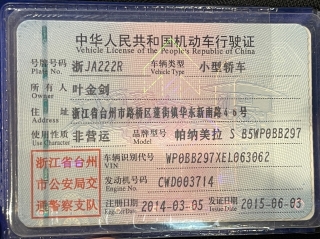 中华人民共和国机动车行驶证
Vehicle License of the People's Republic of China
号牌号码 浙JA222R 车辆类型 小型轿车
Plate No. Vehicle Type
所有人 叶金剑
Owner
住址 浙江省台州市路桥区蓬街镇华永新南路46号
Address
使用性质 非营运 品牌型号 帕纳美拉 S BSWP0BB297
Use Character Model
浙江省台州 车辆识别代号 WP0BB297XEL063062
VIN
市公安局交 发动机号码 CWD003714
Engine No.
通警察支队 注册日期 2014-03-05 发证日期 2015-06-03
Register Date Issue Date